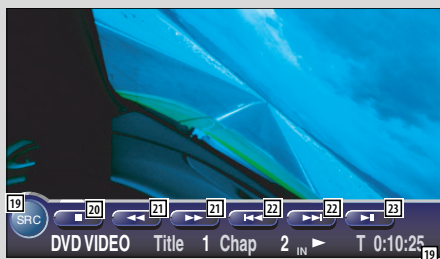 19 20 21 21 22 22 23
SRC
DVD VIDEO Title 1 Chap 2 IN T 0:10:25
19